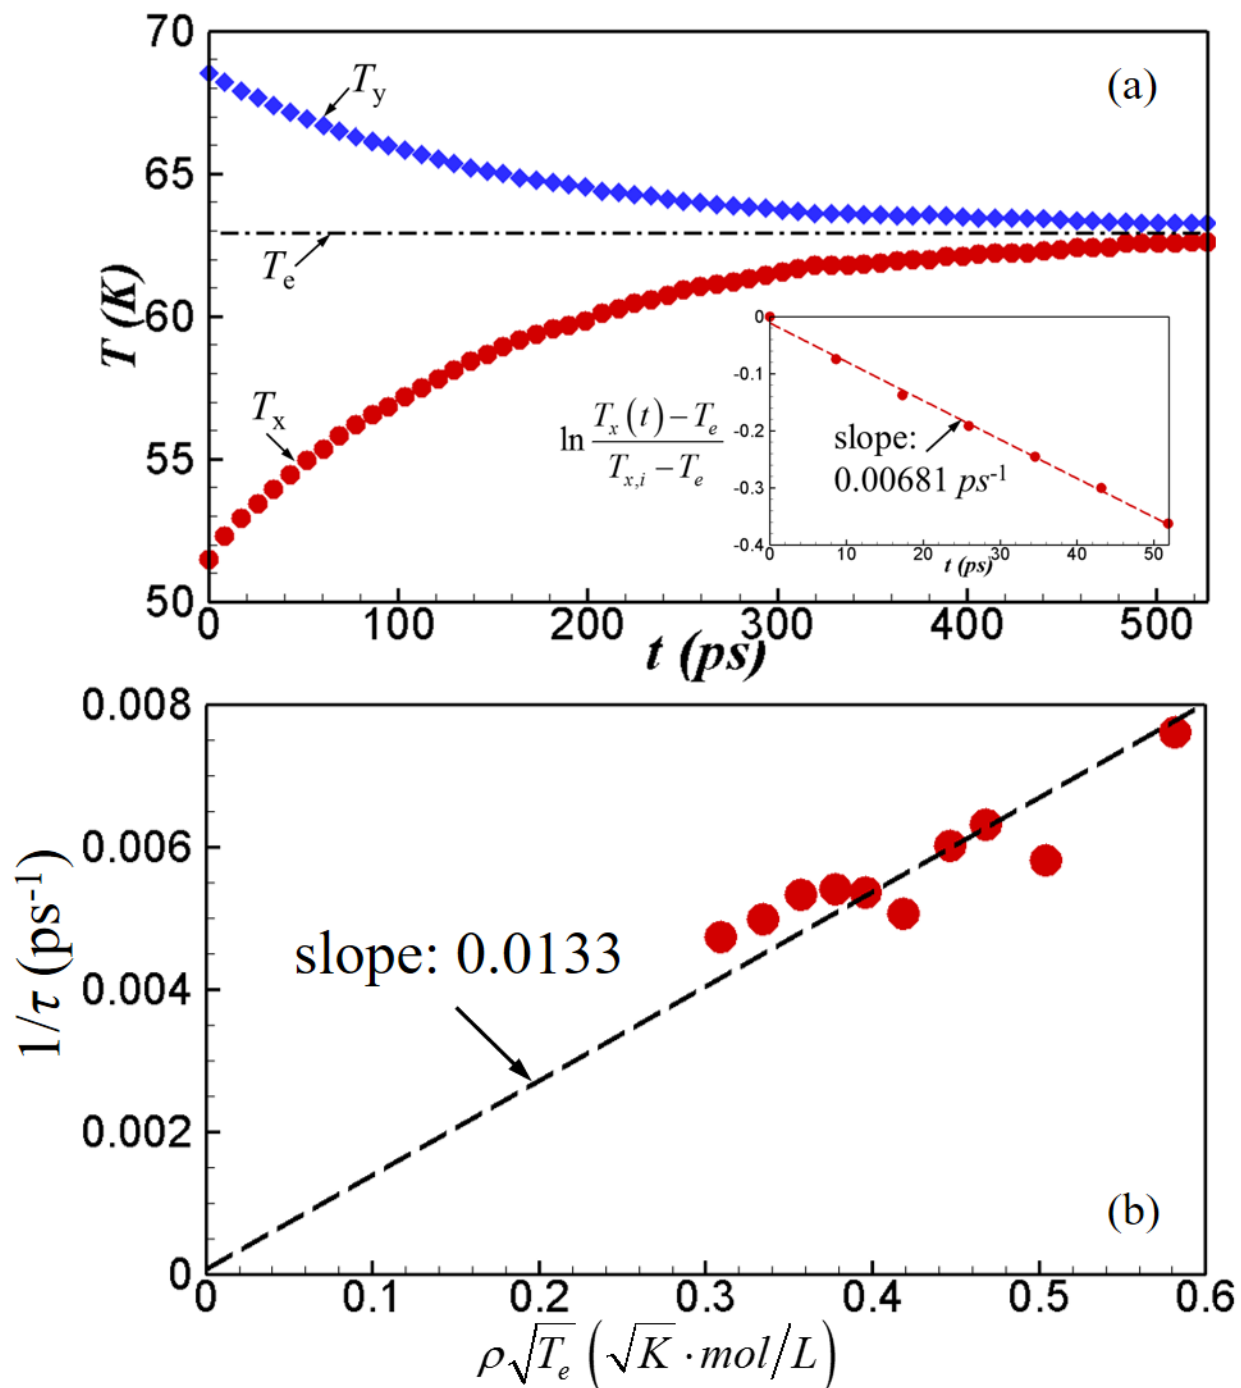 70
(a)
T_y
65
T_e
T (K)
60
0
-0.1
-0.2
-0.3
-0.4
T_x
ln (T_x(t) − T_e) / (T_{x,i} − T_e)
slope:
0.00681 ps^{-1}
0 10 20 30 40 50
t (ps)
55
50
0 100 200 300 400 500
t (ps)
0.008
0.006
1/τ (ps^{-1})
slope: 0.0133
0.004
0.002
(b)
0
0 0.1 0.2 0.3 0.4 0.5 0.6
ρ√T_e (√K · mol/L)